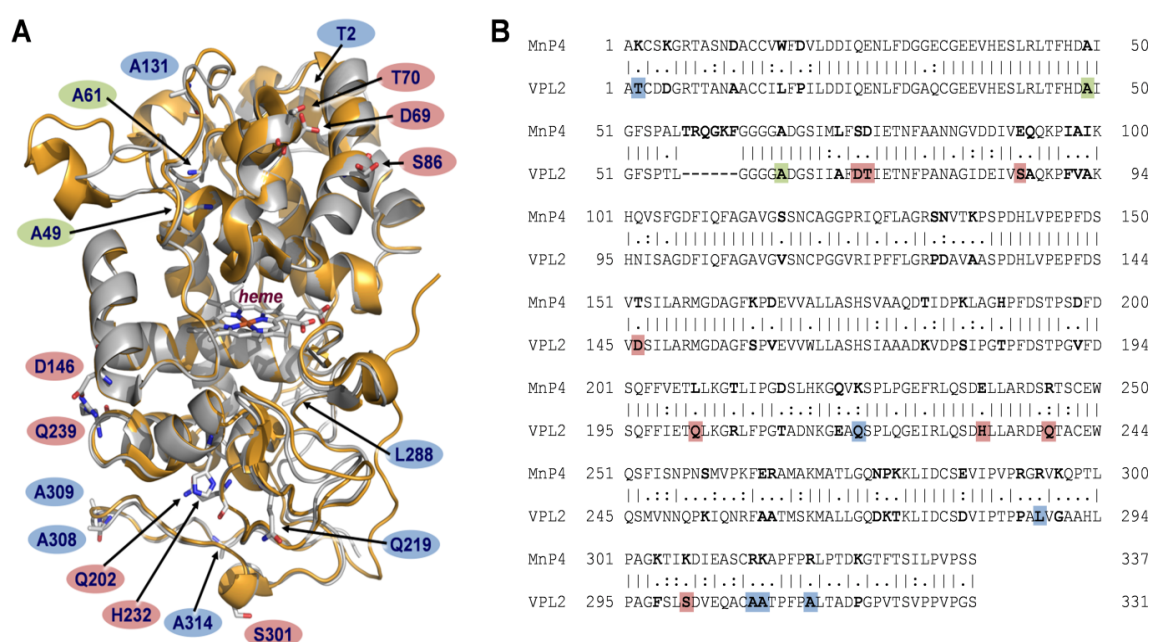 A
T2
A131
T70
A61
D69
S86
A49
heme
D146
Q239
L288
A309
A308
Q219
Q202
H232
A314
S301
B
MnP4 1 AKCSKGRTASNDACCVWFDVLDDIQENLFDGGECGEEVHESLRLTFHDAI 50
VPL2 1 ATCDDGRTTANAACCILFPILDDIQENLFDGAQCGEEVHESLRLTFHDAI 50
MnP4 51 GFSPALTRQGKFGGGGADGSIMLFSDIETNFAANNGVDDIVEQQKPIAIK 100
VPL2 51 GFSPTL------GGGGADGSIIAFDTIETNFPANAGIDEIVSAQKPFVAK 94
MnP4 101 HQVSFGDFIQFAGAVGSSNCAGGPRIQFLAGRSNVTKPSPDHLVPEPFDS 150
VPL2 95 HNISAGDFIQFAGAVGVSNCPGGVRIPFFLGRPDAVAASPDHLVPEPFDS 144
MnP4 151 VTSILARMGDAGFKPDEVVALLASHSVAAQDTIDPKLAGHPFDSTPSDFD 200
VPL2 145 VDSILARMGDAGFSPVEVVWLLASHSIAAADKVDPSIPGTPFDSTPGVFD 194
MnP4 201 SQFFVETLLKGTLIPGDSLHKGQVKSPLPGEFRLQSDELLARDSRTSCEW 250
VPL2 195 SQFFIETQLKGRLFPGTADNKGEAQSPLQGEIRLQSDHLLARDPQTACEW 244
MnP4 251 QSFISNPNSMVPKFERAMAKMATLGQNPKKLIDCSEVIPVPRGRVKQPTL 300
VPL2 245 QSMVNNQPKIQNRFAATMSKMALLGQDKTKLIDCSDVIPTPPALVGAAHL 294
MnP4 301 PAGKTIKDIEASCRKAPFPRLPTDKGTFTSILPVPSS 337
VPL2 295 PAGFSLSDVEQACAATPFPALTADPGPVTSVPPVPGS 331